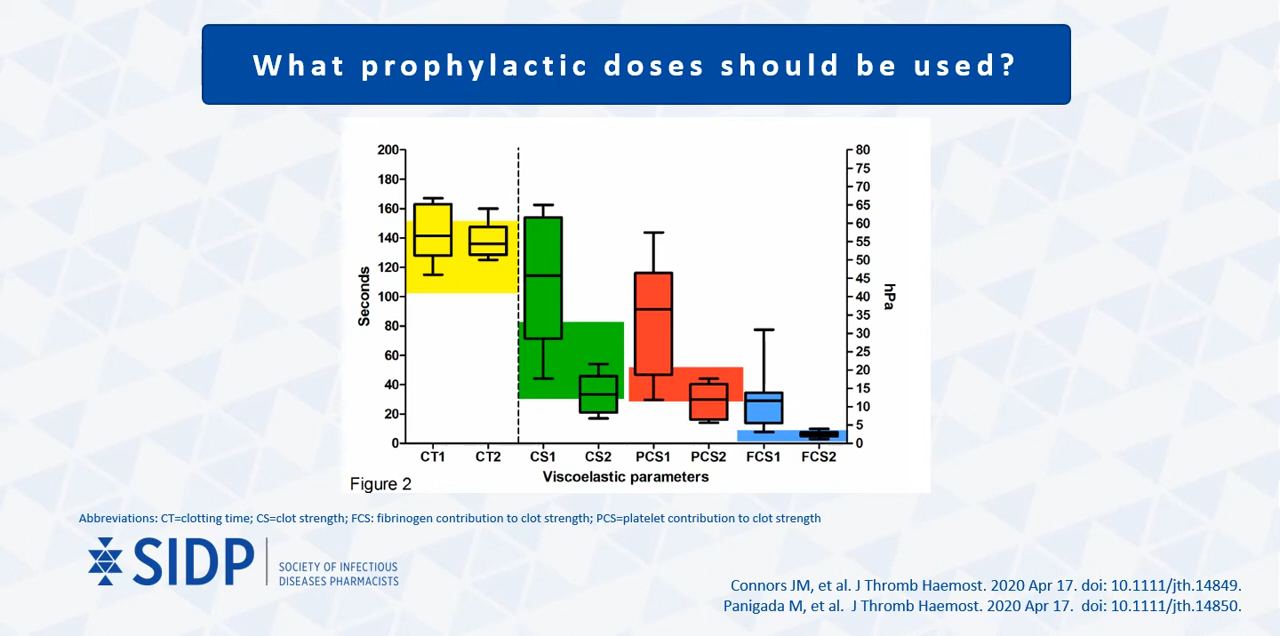 What prophylactic doses should be used?
200
180
160
140
120
100
80
60
40
20
0
Seconds
80
75
70
65
60
55
50
45
40
35
30
25
20
15
10
5
0
hPa
CT1 CT2 CS1 CS2 PCS1 PCS2 FCS1 FCS2
Viscoelastic parameters
Figure 2
Abbreviations: CT=clotting time; CS=clot strength; FCS: fibrinogen contribution to clot strength; PCS=platelet contribution to clot strength
SIDP
SOCIETY OF INFECTIOUS
DISEASES PHARMACISTS
Connors JM, et al. J Thromb Haemost. 2020 Apr 17. doi: 10.1111/jth.14849.
Panigada M, et al. J Thromb Haemost. 2020 Apr 17. doi: 10.1111/jth.14850.